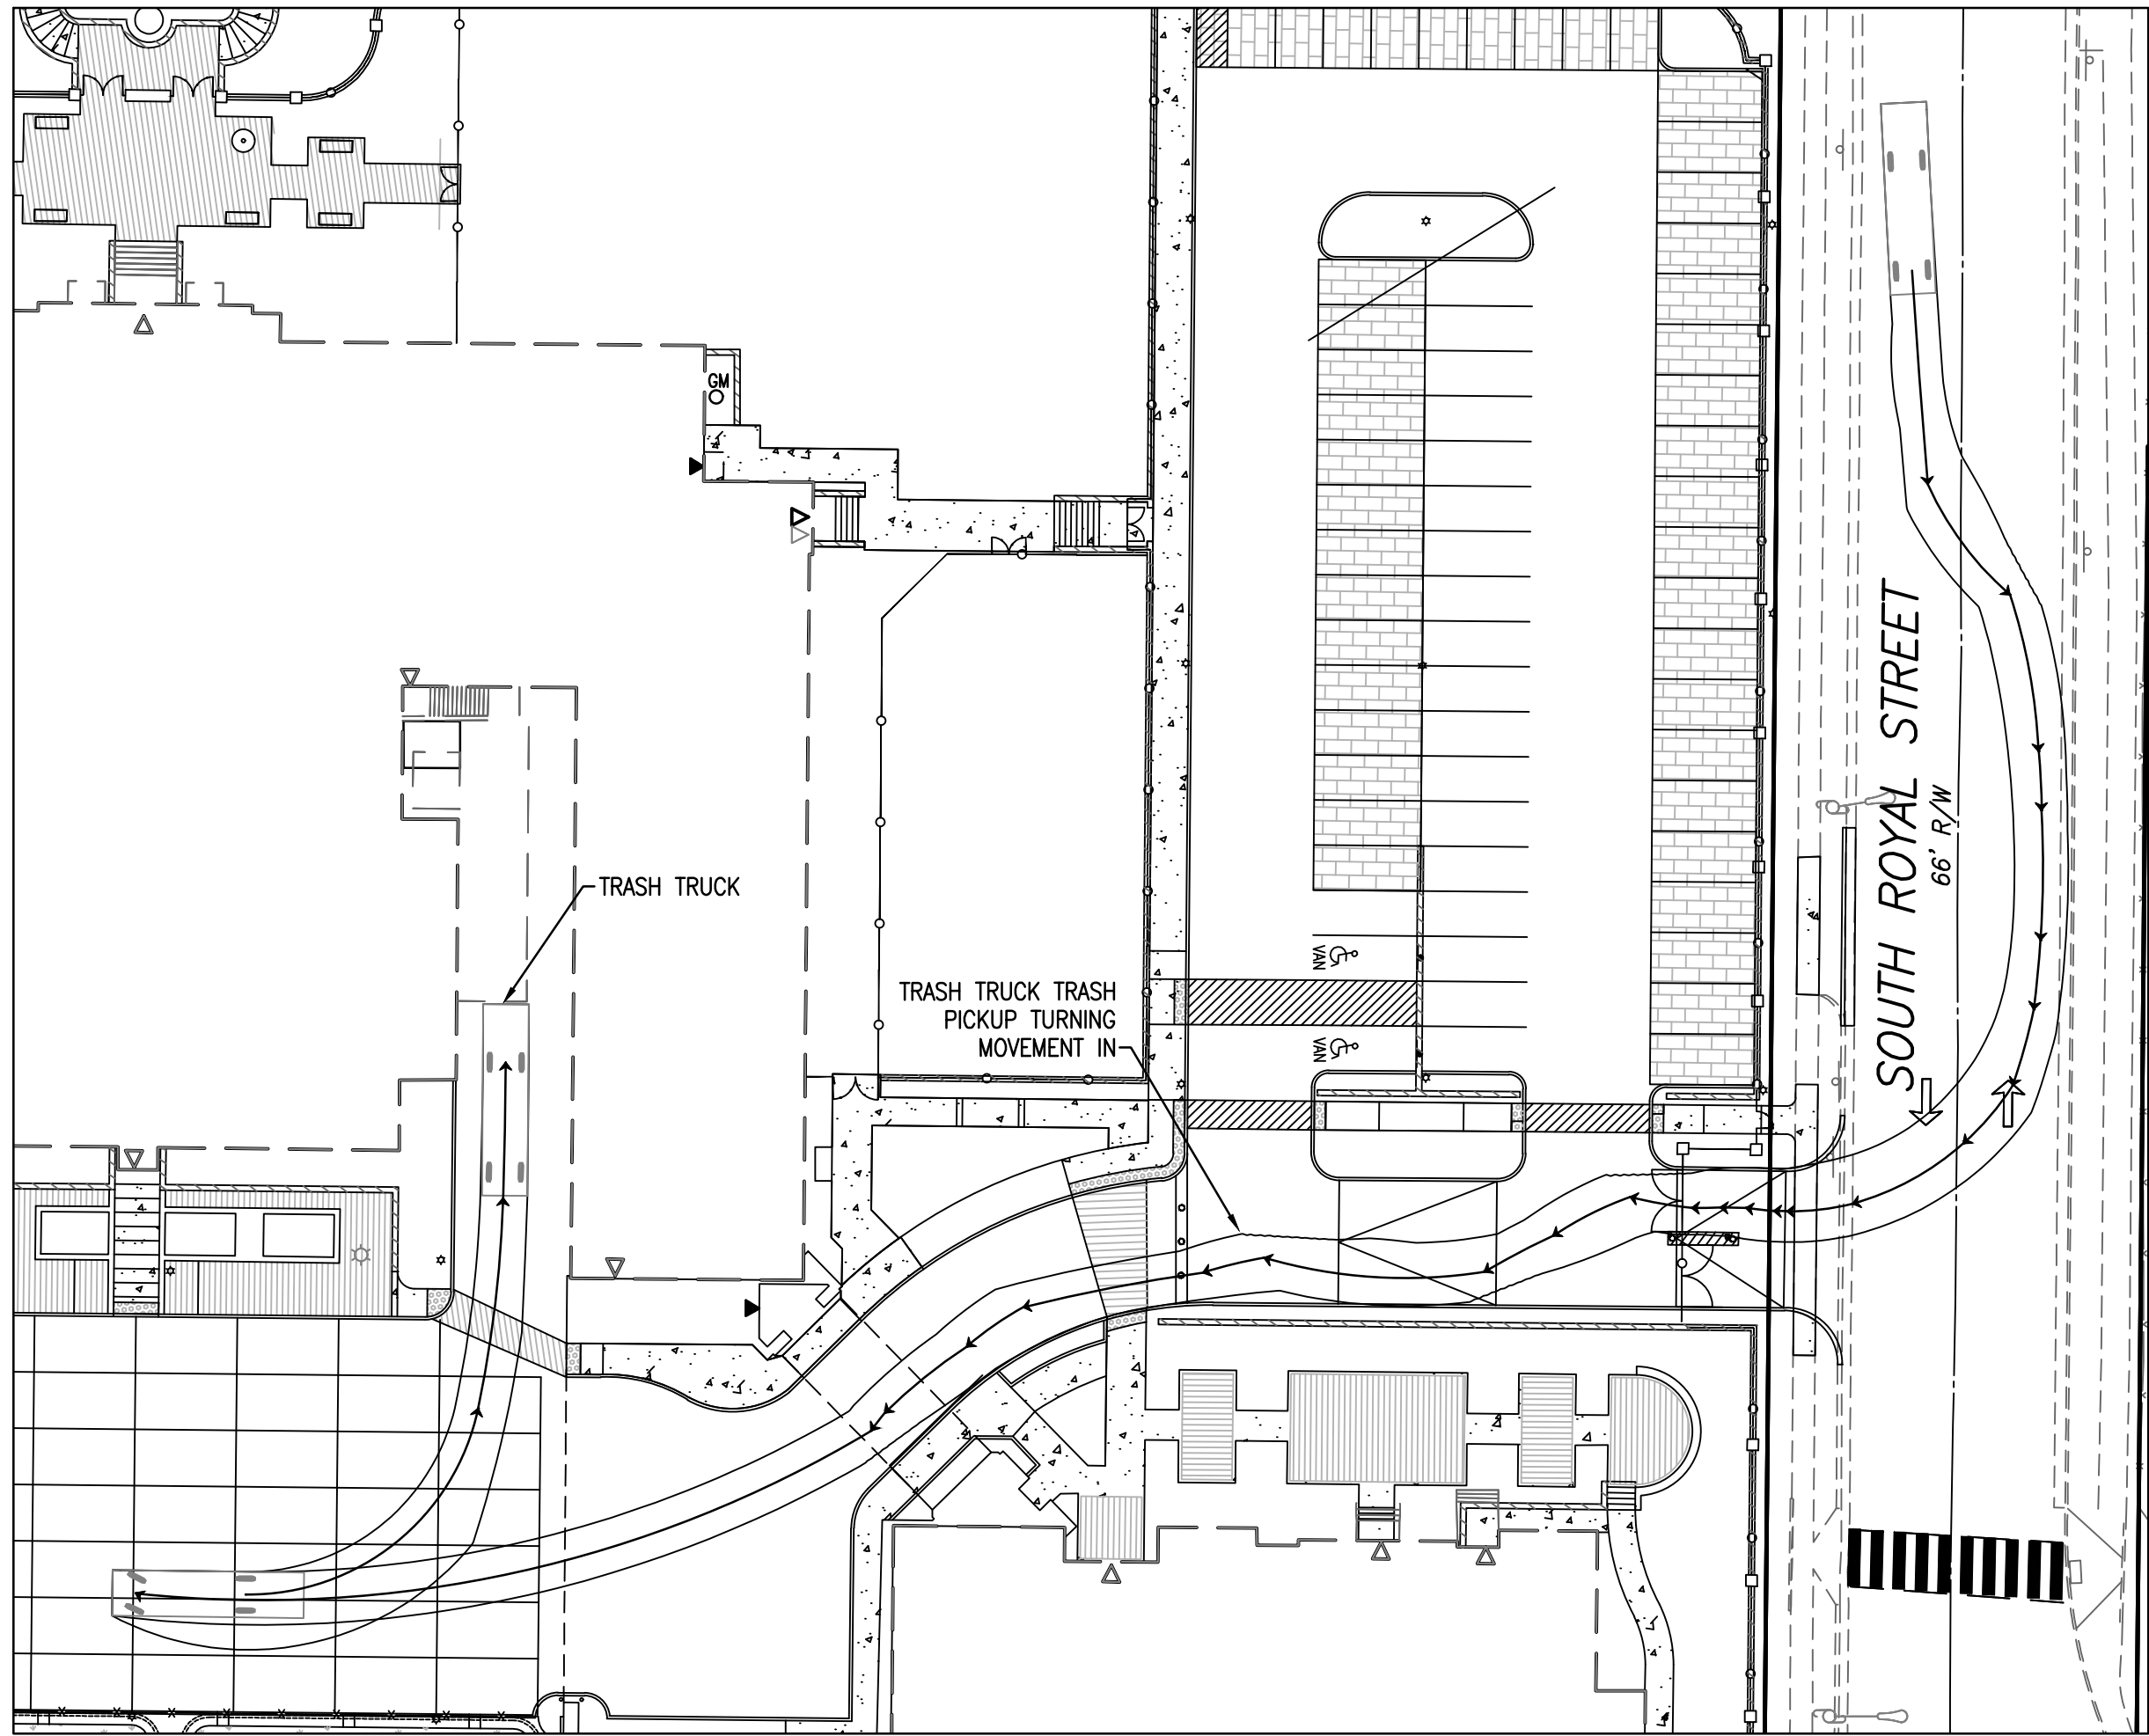 GM
TRASH TRUCK
TRASH TRUCK TRASH
PICKUP TURNING
MOVEMENT IN
VAN
VAN
SOUTH ROYAL STREET
66' R/W